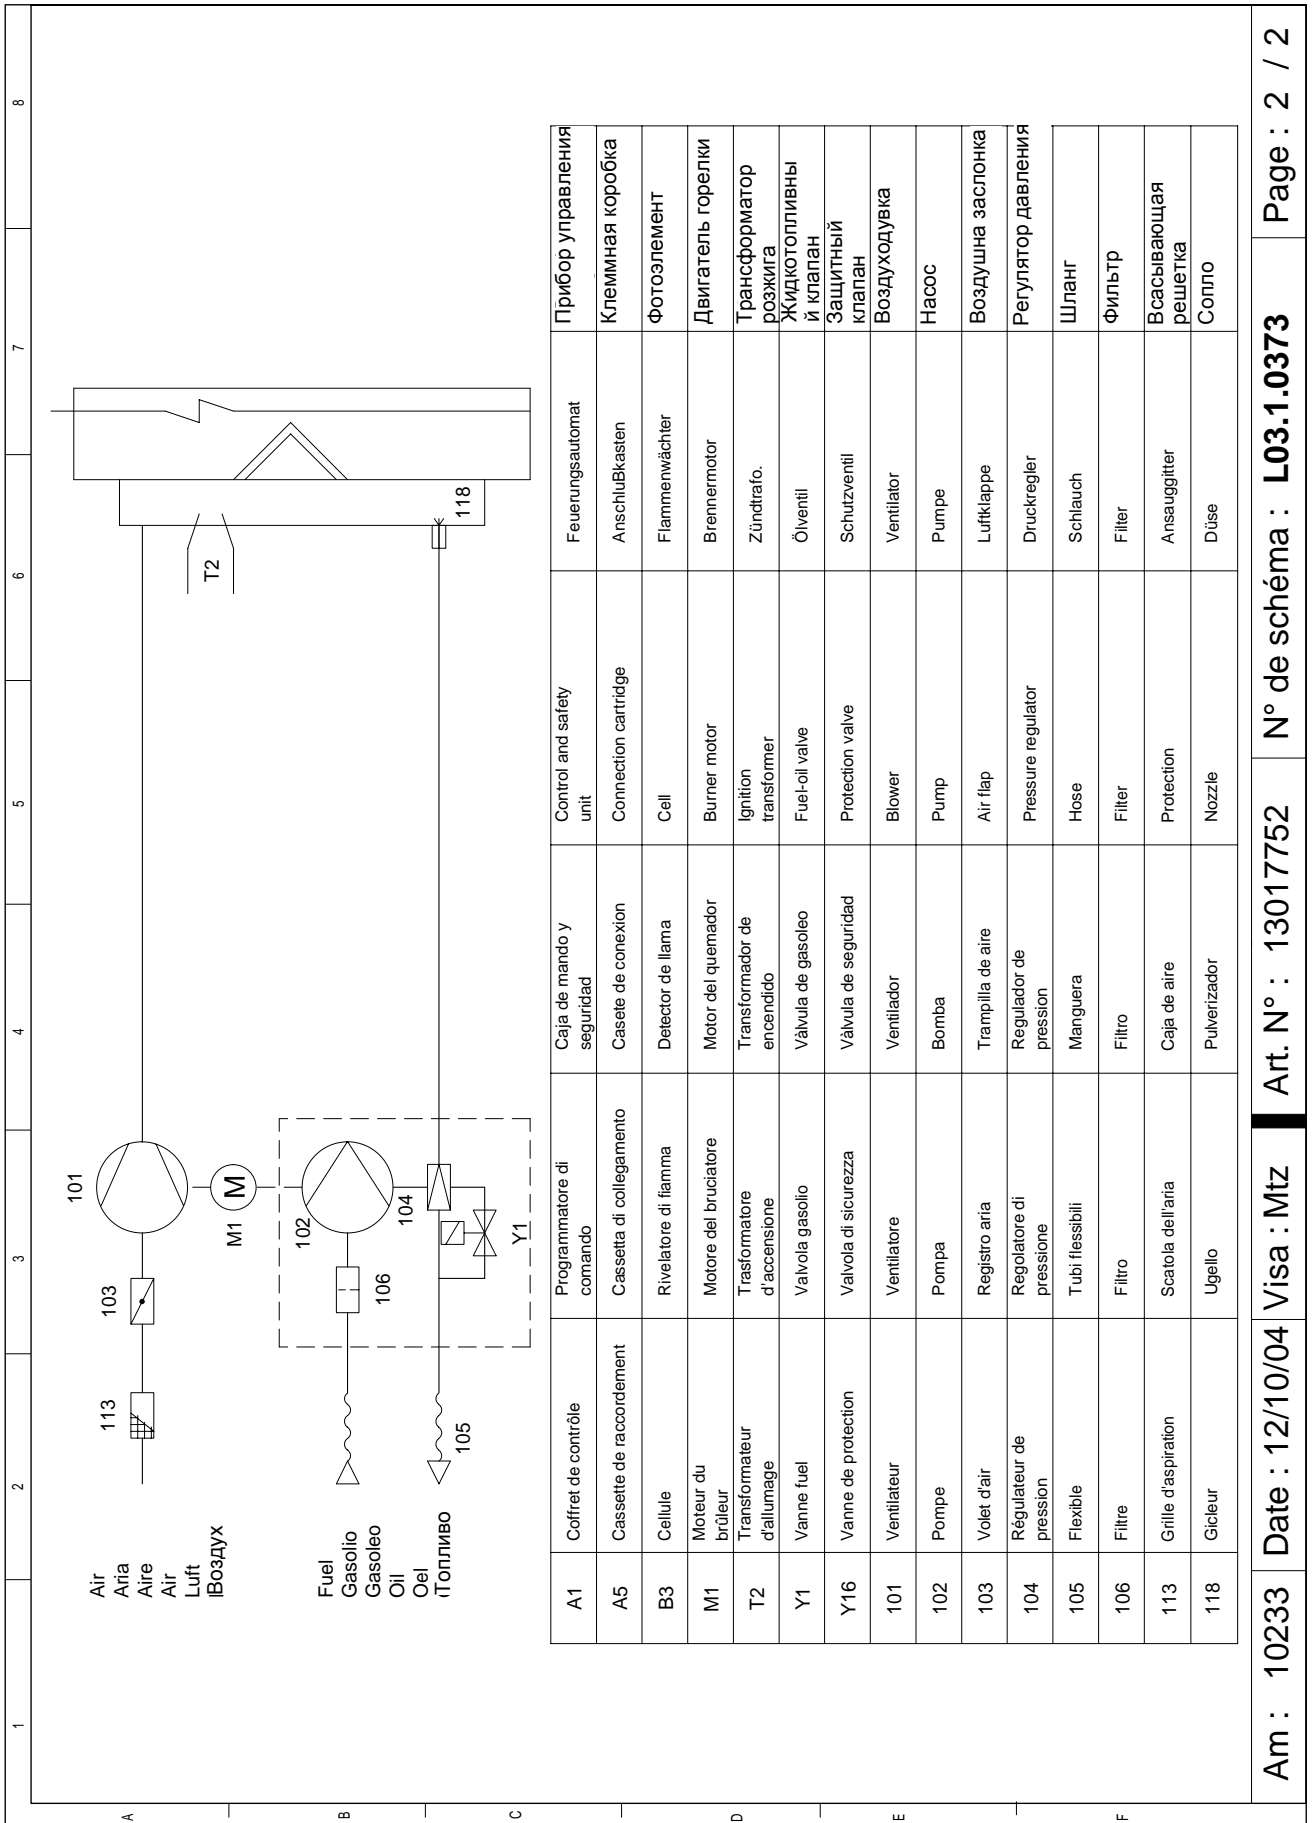 1 2 3 4 5 6 7 8
A
B
C
D
E
F
Air
Aria
Aire
Air
Luft
Воздух
Fuel
Gasolio
Gasoleo
Oil
Oel
Топливо
113
103
101
M1
M
102
106
104
Y1
105
T2
118
A1 Coffret de contrôle Programmatore di comando Caja de mando y seguridad Control and safety unit Feuerungsautomat Прибор управления
A5 Cassette de raccordement Cassetta di collegamento Casete de conexion Connection cartridge AnschluBkasten Клеммная коробка
B3 Cellule Rivelatore di fiamma Detector de llama Cell Flammenwächter Фотоэлемент
M1 Moteur du brûleur Motore del bruciatore Motor del quemador Burner motor Brennermotor Двигатель горелки
T2 Transformateur d'allumage Trasformatore d'accensione Transformador de encendido Ignition transformer Zündtrafo. Трансформатор розжига
Y1 Vanne fuel Valvola gasolio Vàlvula de gasoleo Fuel-oil valve Ölventil Жидкотопливны й клапан
Y16 Vanne de protection Valvola di sicurezza Vàlvula de seguridad Protection valve Schutzventil Защитный клапан
101 Ventilateur Ventilatore Ventilador Blower Ventilator Воздуходувка
102 Pompe Pompa Bomba Pump Pumpe Насос
103 Volet d'air Registro aria Trampilla de aire Air flap Luftklappe Воздушна заслонка
104 Régulateur de pression Regolatore di pressione Regulador de pression Pressure regulator Druckregler Регулятор давления
105 Flexible Tubi flessibili Manguera Hose Schlauch Шланг
106 Filtre Filtro Filtro Filter Filter Фильтр
113 Grille d'aspiration Scatola dell'aria Caja de aire Protection Ansauggitter Всасывающая решетка
118 Gicleur Ugello Pulverizador Nozzle Düse Сопло
Am : 10233 Date : 12/10/04 Visa : Mtz Art. N° : 13017752 N° de schéma : L03.1.0373 Page : 2 / 2